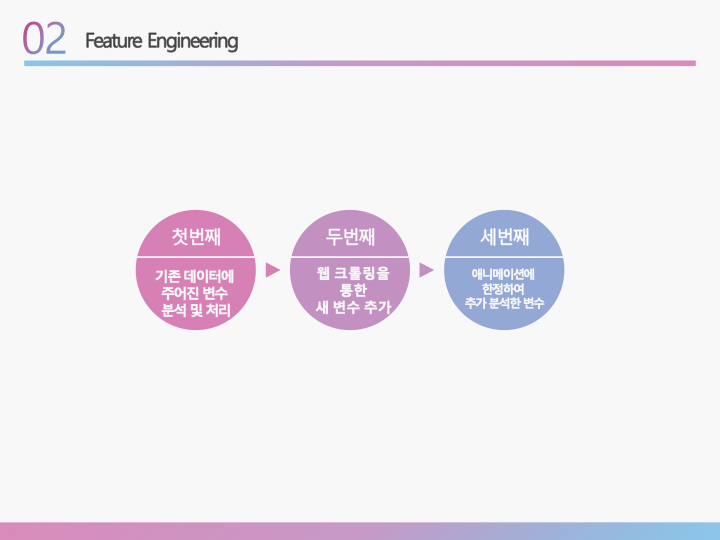 02 Feature Engineering
첫번째
기존 데이터에
주어진 변수
분석 및 처리
두번째
웹 크롤링을
통한
새 변수 추가
세번째
애니메이션에
한정하여
추가 분석한 변수